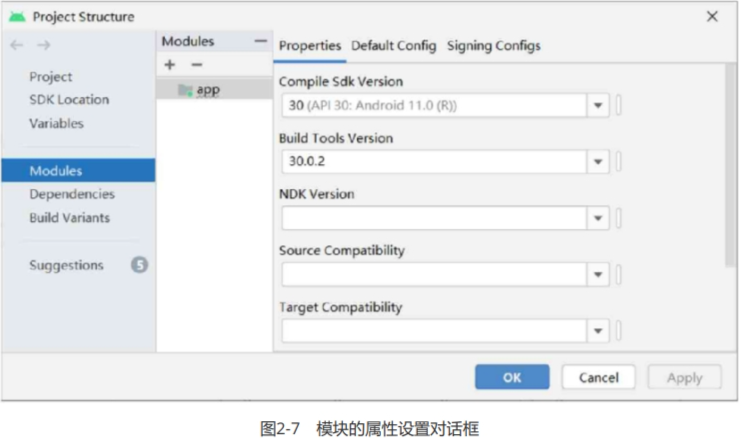 Project Structure
Project
SDK Location
Variables
Modules
Dependencies
Build Variants
Suggestions 5
Modules
app
Properties Default Config Signing Configs
Compile Sdk Version
30 (API 30: Android 11.0 (R))
Build Tools Version
30.0.2
NDK Version
Source Compatibility
Target Compatibility
OK Cancel Apply
图2-7 模块的属性设置对话框